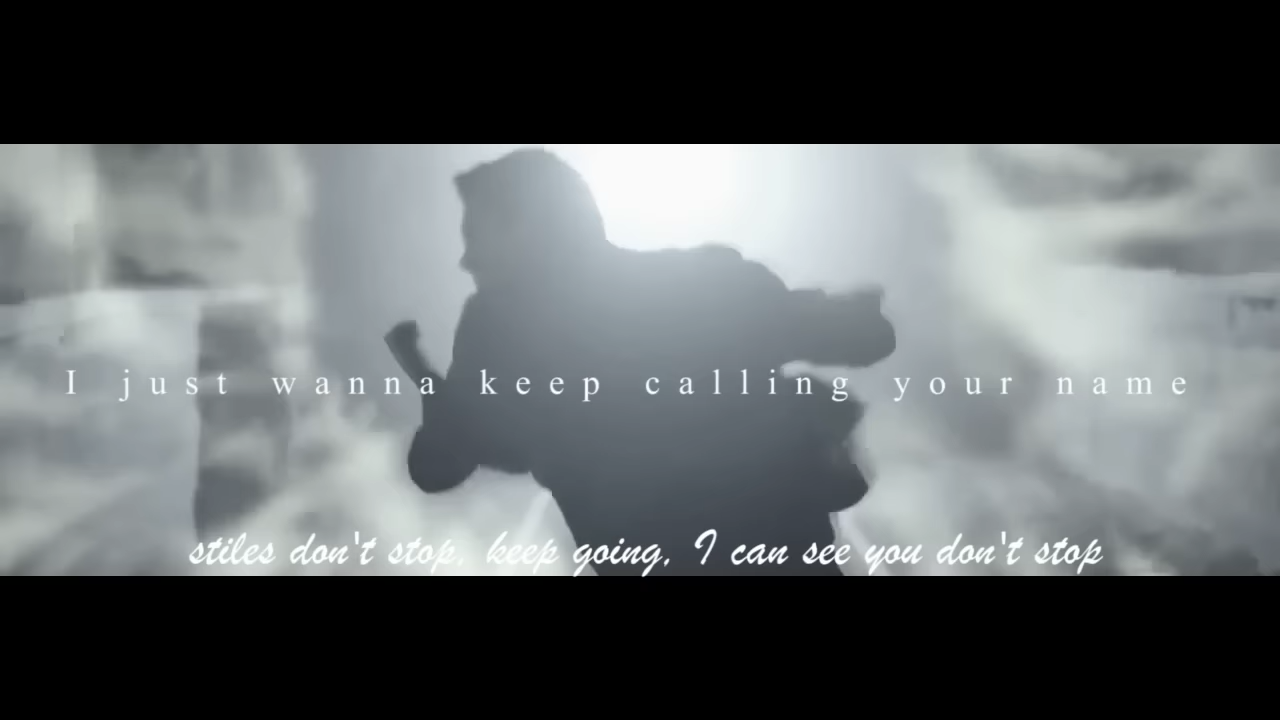 I just wanna keep calling your name
stiles don't stop, keep going, I can see you don't stop